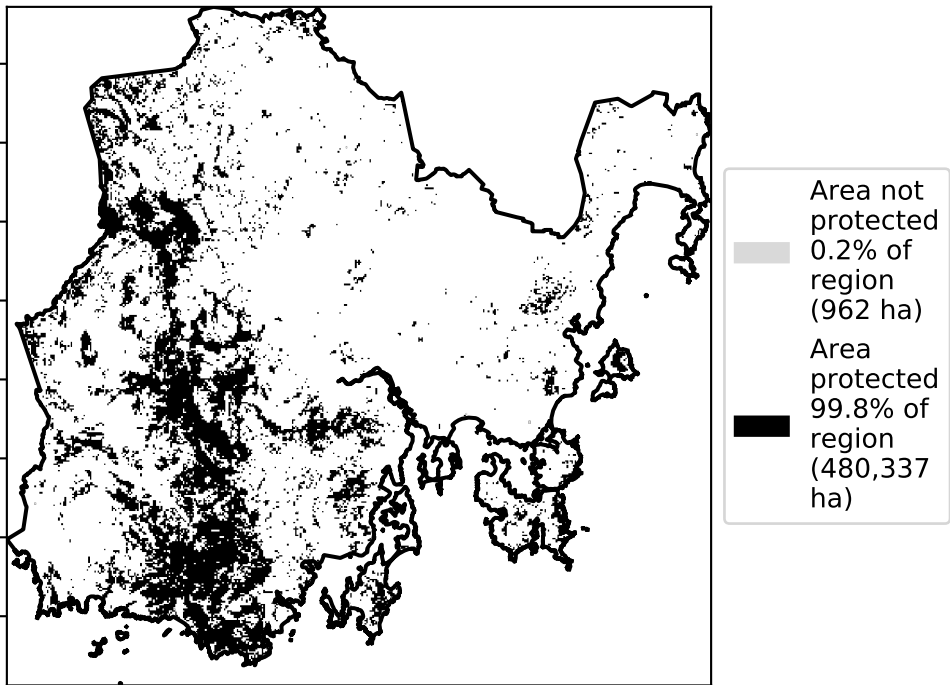 Area not
protected
0.2% of
region
(962 ha)
Area
protected
99.8% of
region
(480,337
ha)